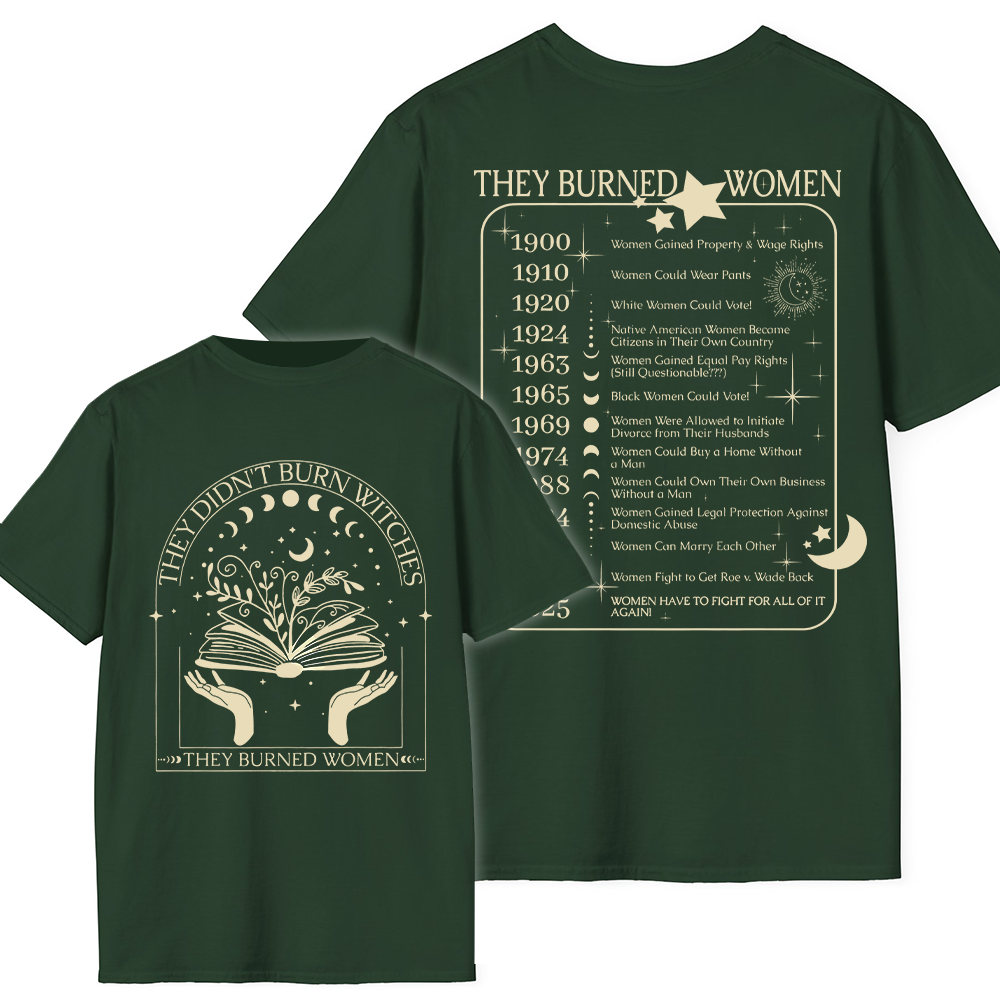 THEY DIDN'T BURN WITCHES
THEY BURNED WOMEN
THEY BURNED WOMEN
1900 Women Gained Property & Wage Rights
1910 Women Could Wear Pants
1920 White Women Could Vote!
1924 Native American Women Became
Citizens in Their Own Country
1963 Women Gained Equal Pay Rights
(Still Questionable???)
1965 Black Women Could Vote!
1969 Women Were Allowed to Initiate
Divorce from Their Husbands
1974 Women Could Buy a Home Without
a Man
88 Women Could Own Their Own Business
Without a Man
4 Women Gained Legal Protection Against
Domestic Abuse
Women Can Marry Each Other
Women Fight to Get Roe v. Wade Back
25 WOMEN HAVE TO FIGHT FOR ALL OF IT
AGAIN!